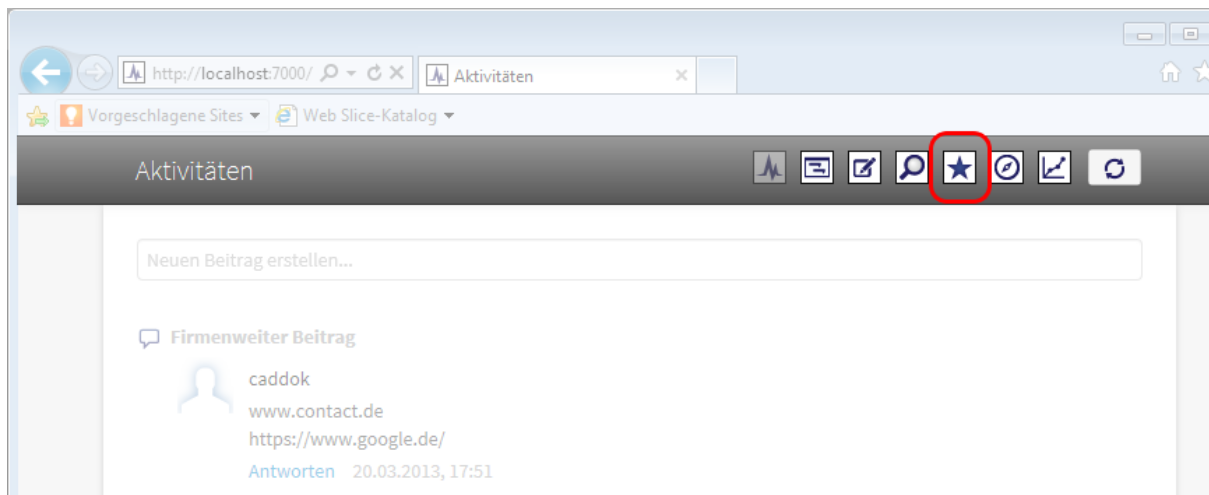 http://localhost:7000/
Aktivitäten
Vorgeschlagene Sites
Web Slice-Katalog
Aktivitäten
Neuen Beitrag erstellen...
Firmenweiter Beitrag
caddok
www.contact.de
https://www.google.de/
Antworten 20.03.2013, 17:51